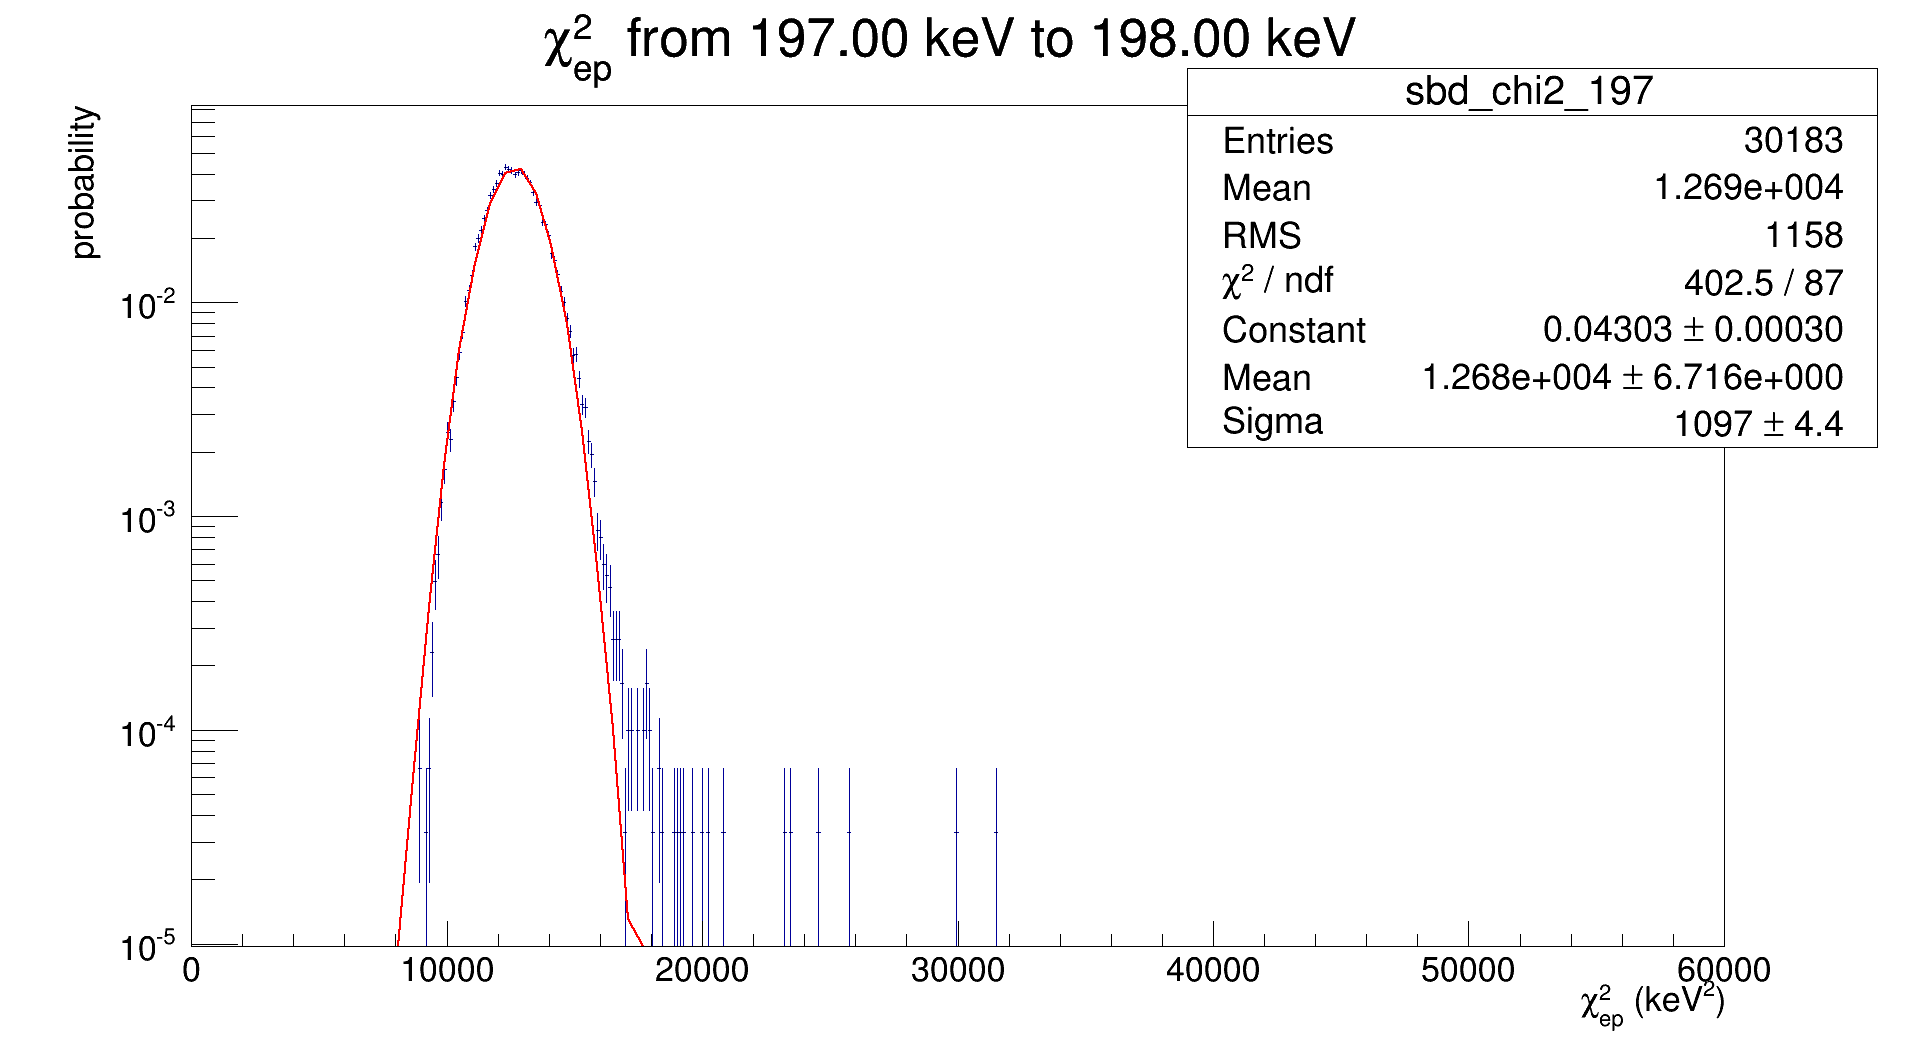 χ²ep from 197.00 keV to 198.00 keV
sbd_chi2_197
Entries 30183
Mean 1.269e+004
RMS 1158
χ² / ndf 402.5 / 87
Constant 0.04303 ± 0.00030
Mean 1.268e+004 ± 6.716e+000
Sigma 1097 ± 4.4
probability
10⁻²
10⁻³
10⁻⁴
10⁻⁵
0 10000 20000 30000 40000 50000 60000
χ²ep (keV²)